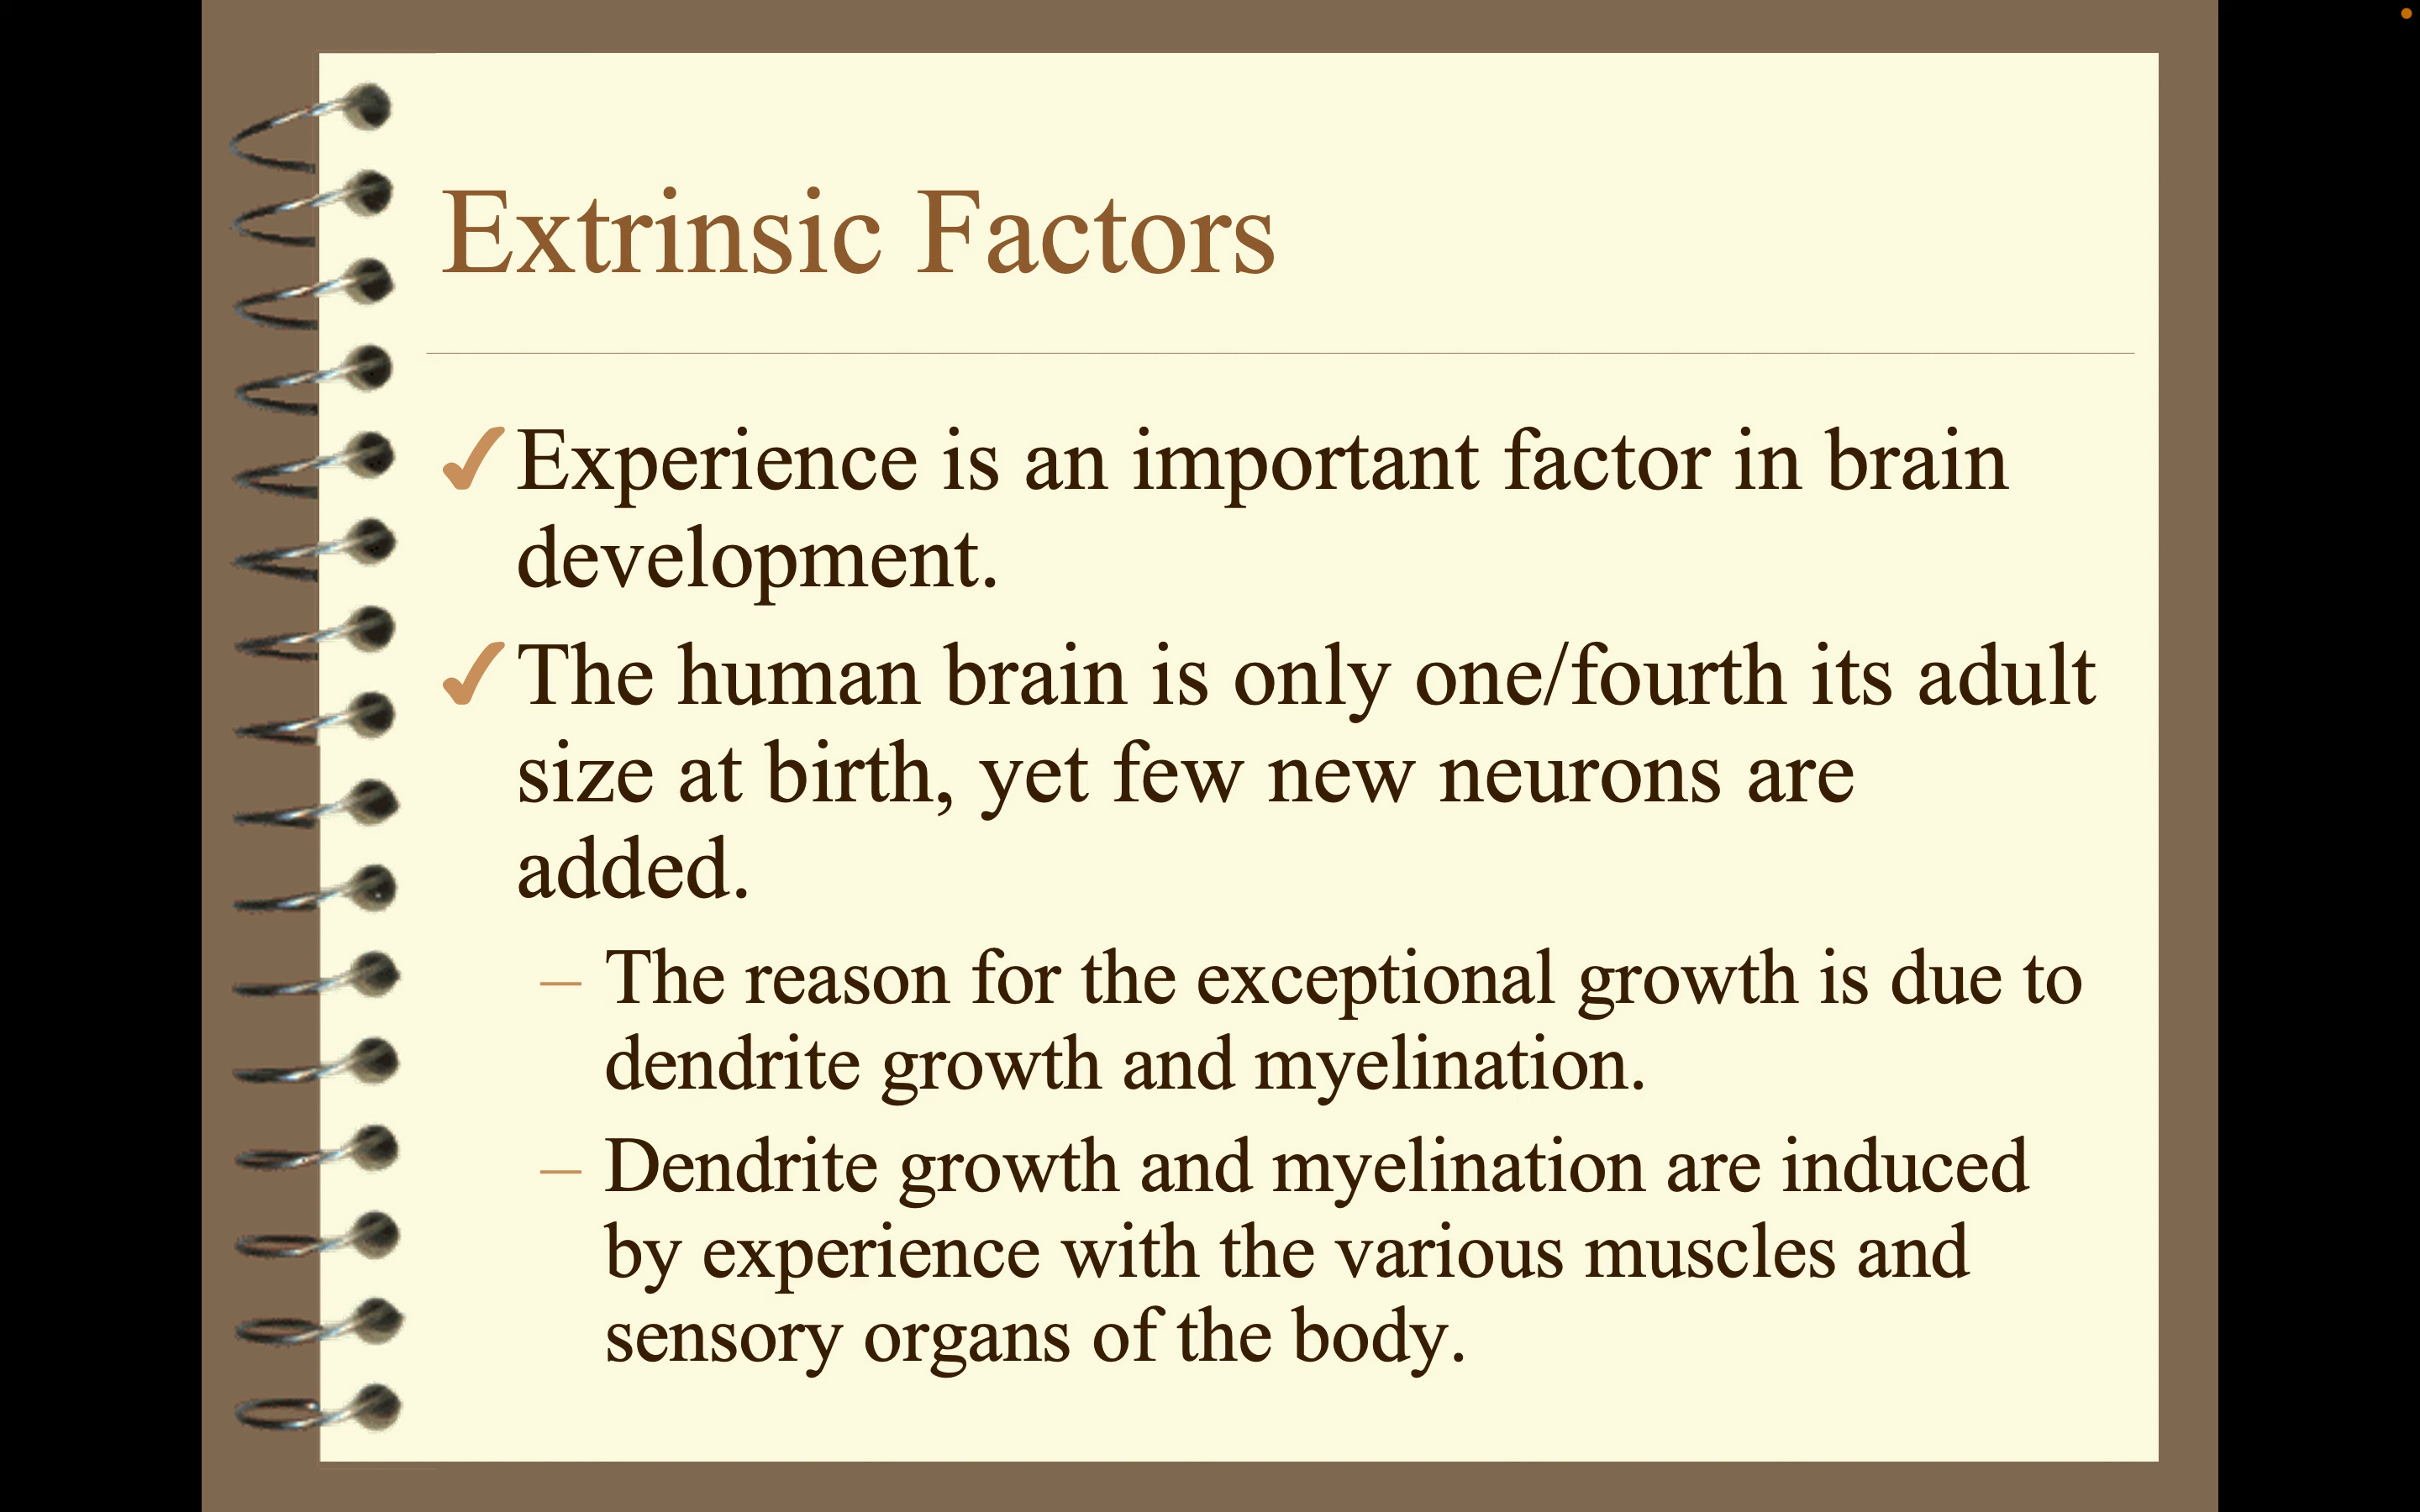 Extrinsic Factors
✓Experience is an important factor in brain
development.
✓The human brain is only one/fourth its adult
size at birth, yet few new neurons are
added.
– The reason for the exceptional growth is due to
dendrite growth and myelination.
– Dendrite growth and myelination are induced
by experience with the various muscles and
sensory organs of the body.